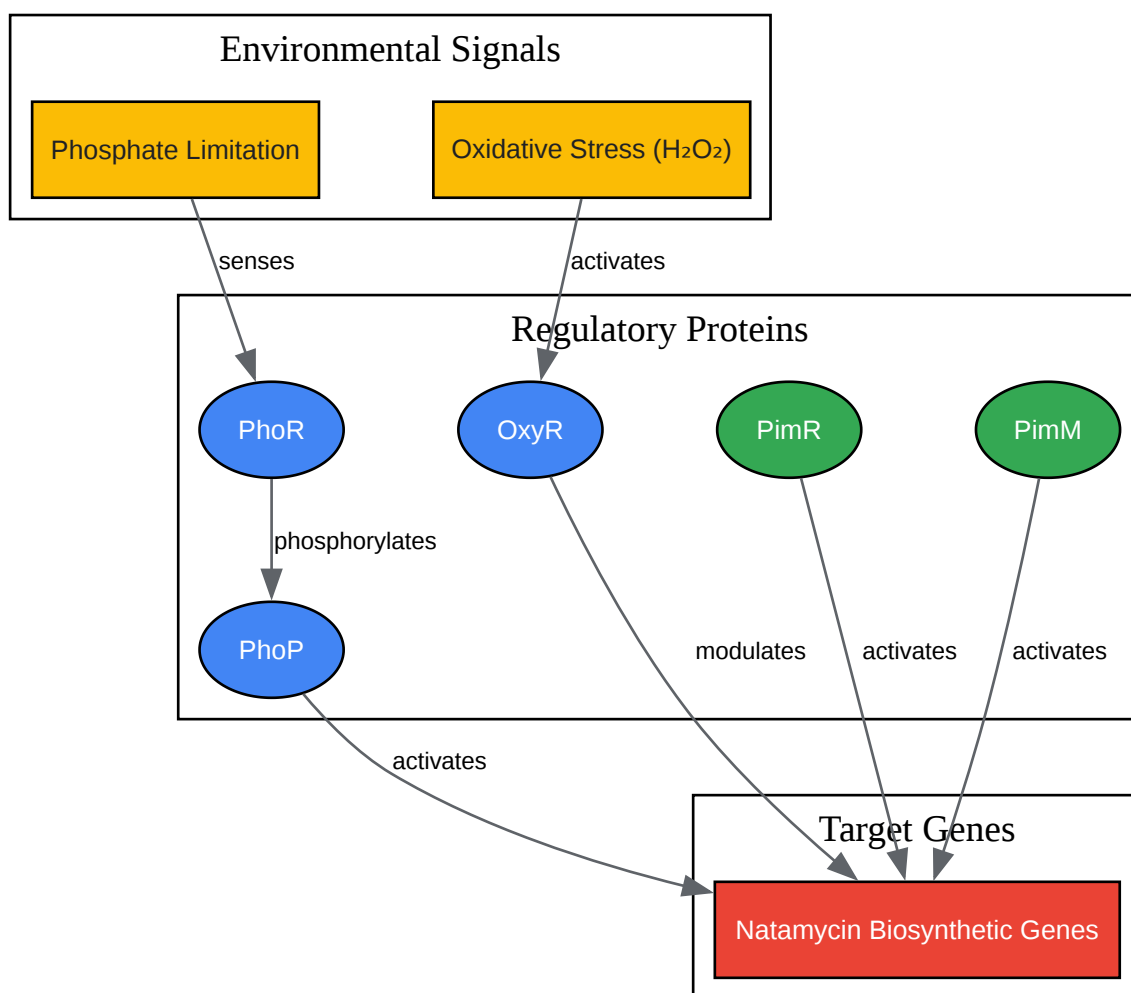 Environmental Signals
Phosphate Limitation
Oxidative Stress (H₂O₂)
senses
activates
Regulatory Proteins
PhoR
OxyR
PimR
PimM
phosphorylates
PhoP
modulates
activates
activates
activates
Target Genes
Natamycin Biosynthetic Genes